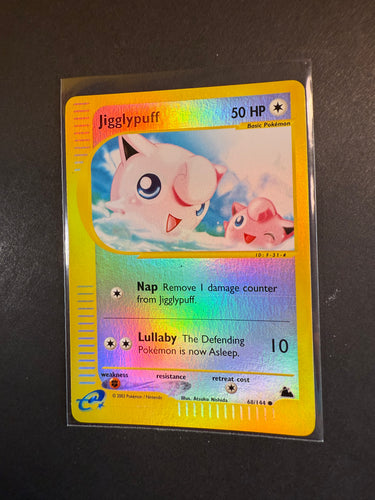 Jigglypuff 50 HP
Basic Pokémon
Nap Remove 1 damage counter
from Jigglypuff.
Lullaby The Defending 10
Pokémon is now Asleep.
weakness resistance retreat cost
© 2003 Pokémon / Nintendo Illus. Atsuko Nishida 68/144